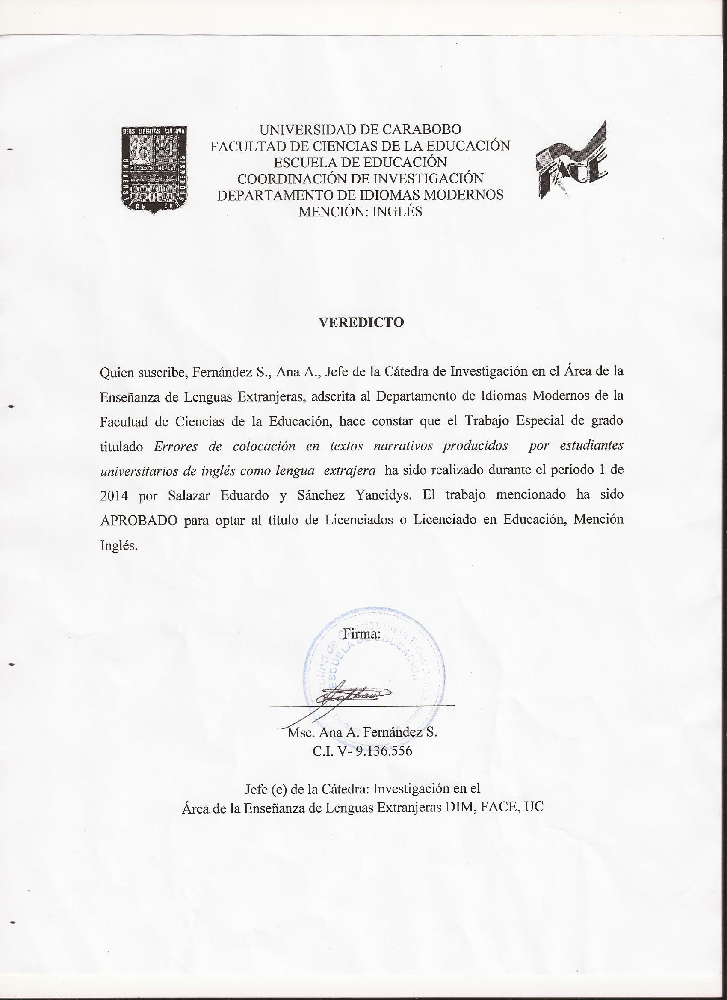 DEUS LIBERTAS CULTURA
UNIVERSITAS CARABOBENSIS
MDCCCXCII - MCMLVIII
UNIVERSIDAD DE CARABOBO
FACULTAD DE CIENCIAS DE LA EDUCACIÓN
ESCUELA DE EDUCACIÓN
COORDINACIÓN DE INVESTIGACIÓN
DEPARTAMENTO DE IDIOMAS MODERNOS
MENCIÓN: INGLÉS
FACE
VEREDICTO
Quien suscribe, Fernández S., Ana A., Jefe de la Cátedra de Investigación en el Área de la
Enseñanza de Lenguas Extranjeras, adscrita al Departamento de Idiomas Modernos de la
Facultad de Ciencias de la Educación, hace constar que el Trabajo Especial de grado
titulado Errores de colocación en textos narrativos producidos por estudiantes
universitarios de inglés como lengua extrajera ha sido realizado durante el periodo 1 de
2014 por Salazar Eduardo y Sánchez Yaneidys. El trabajo mencionado ha sido
APROBADO para optar al título de Licenciados o Licenciado en Educación, Mención
Inglés.
Firma:
de la
ESCUELA DE EDUCACIÓN
Msc. Ana A. Fernández S.
C.I. V- 9.136.556
Jefe (e) de la Cátedra: Investigación en el
Área de la Enseñanza de Lenguas Extranjeras DIM, FACE, UC